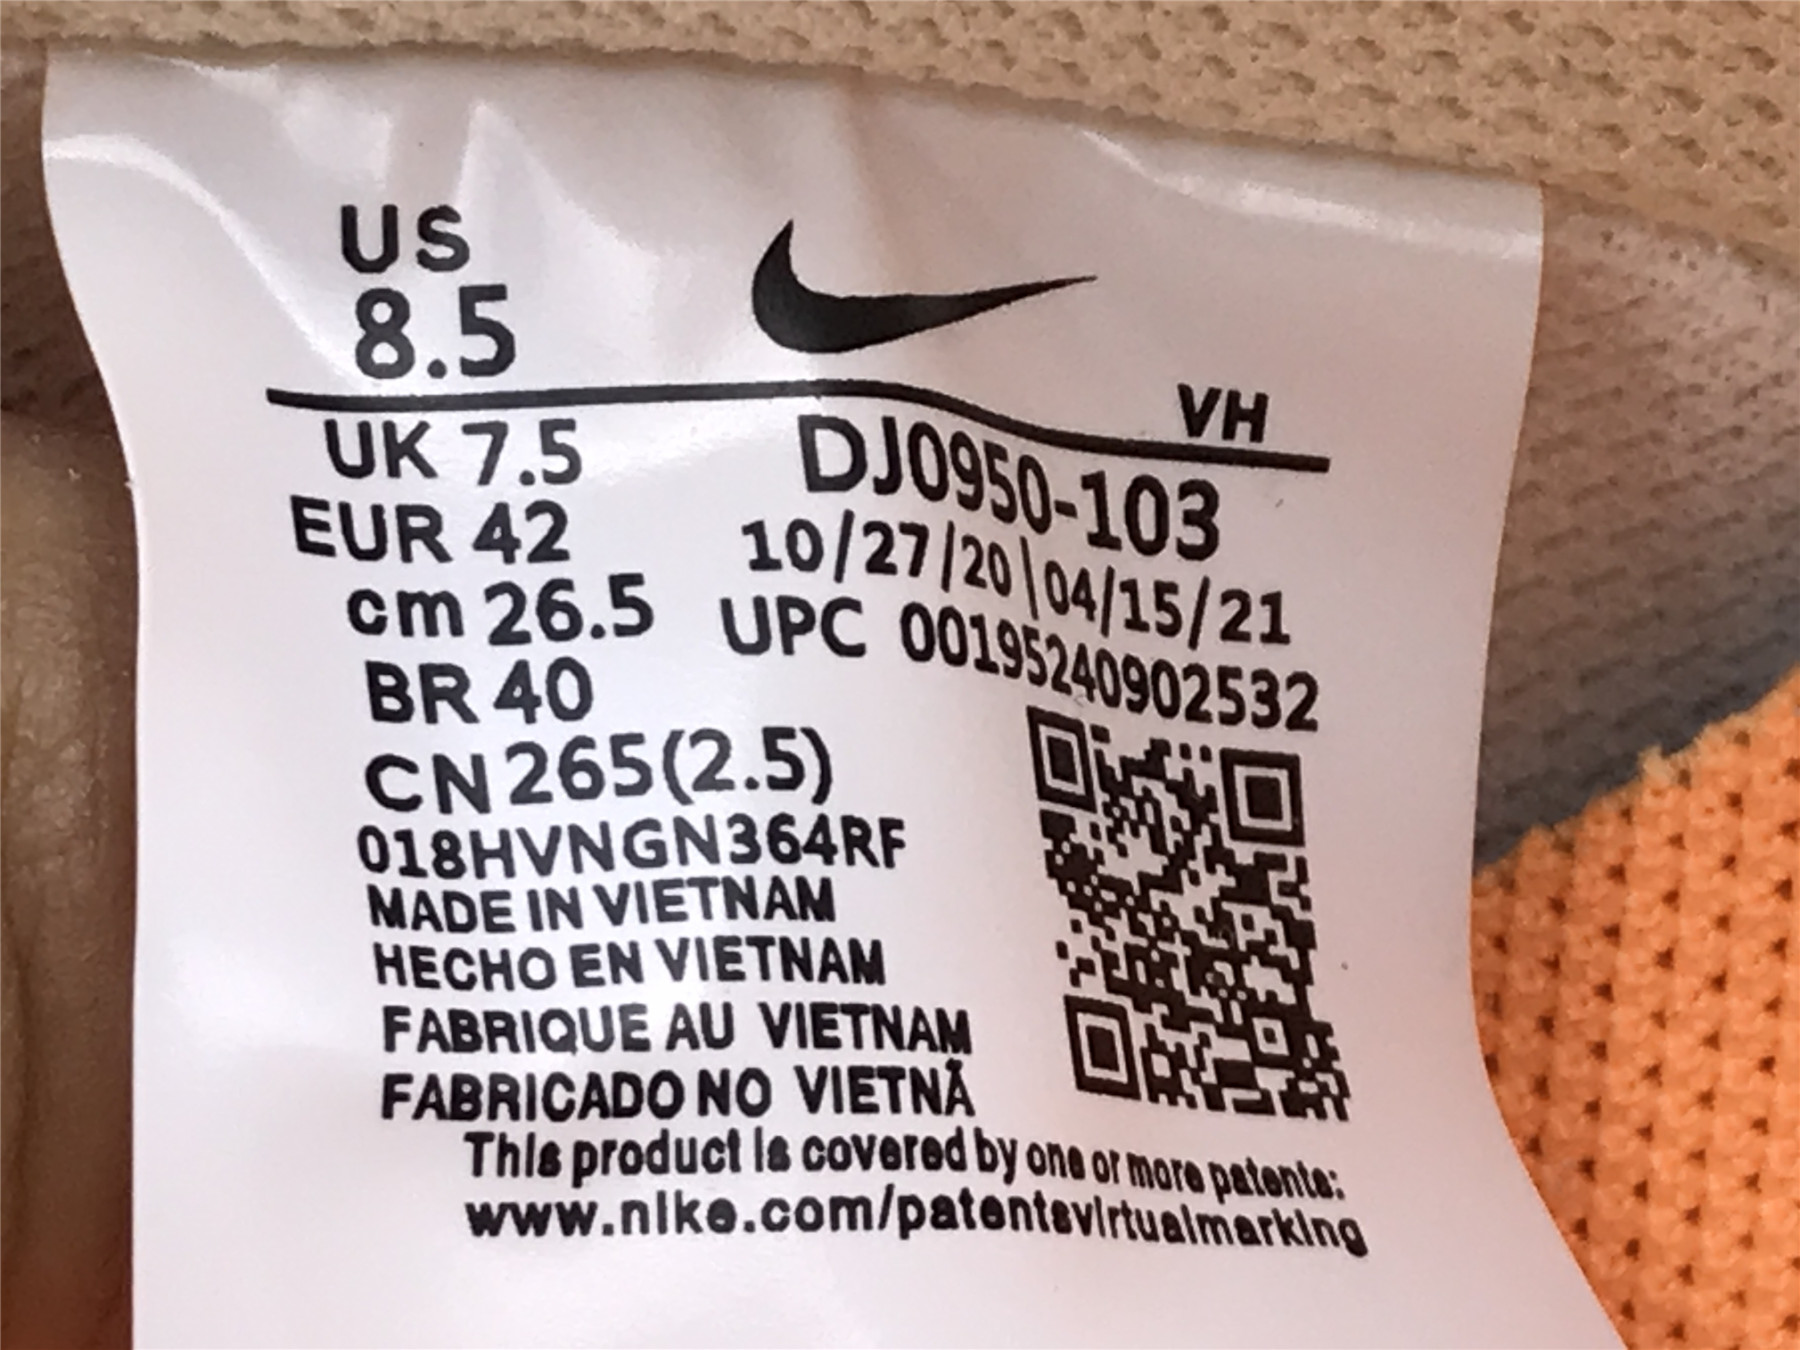 US
8.5
VH
UK 7.5
DJ0950-103
EUR 42
10/27/20\04/15/21
cm 26.5
UPC 00195240902532
BR 40
CN 265(2.5)
018HVNGN364RF
MADE IN VIETNAM
HECHO EN VIETNAM
FABRIQUE AU VIETNAM
FABRICADO NO VIETNÃ
This product is covered by one or more patents:
www.nike.com/patentsvirtualmarking